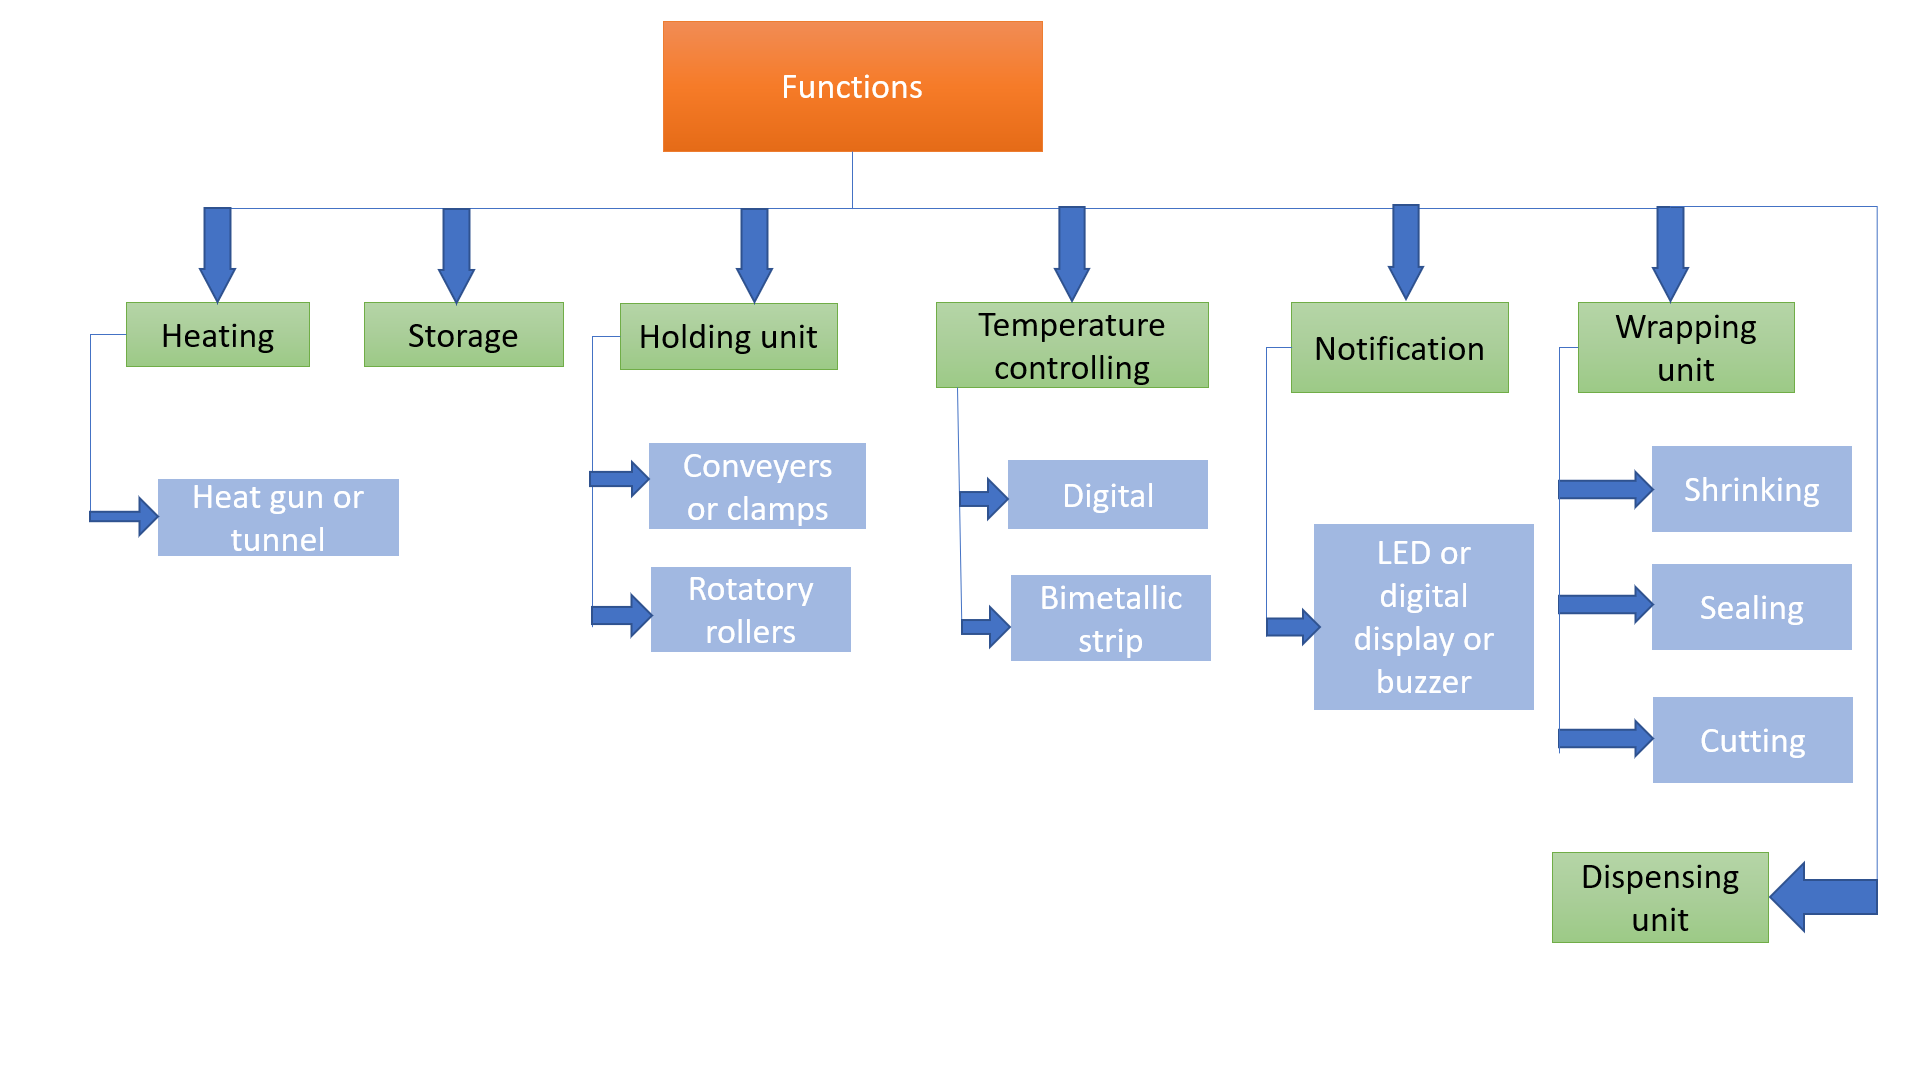 Functions
Heating
Storage
Holding unit
Temperature
controlling
Notification
Wrapping
unit
Heat gun or
tunnel
Conveyers
or clamps
Rotatory
rollers
Digital
Bimetallic
strip
LED or
digital
display or
buzzer
Shrinking
Sealing
Cutting
Dispensing
unit